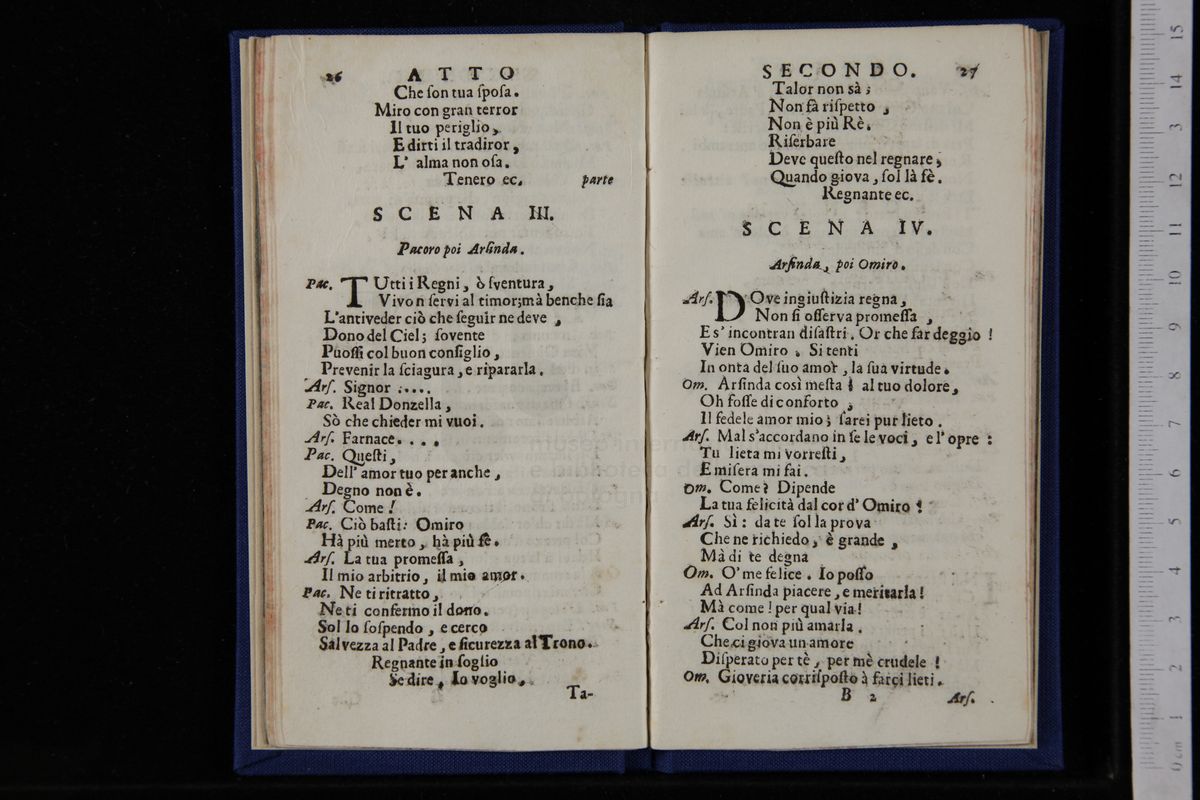 26 ATTO
Che ſon tua ſpoſa.
Miro con gran terror
Il tuo periglio,
E dirti il traditor,
L' alma non oſa.
Tenero ec. parte
SCENA III.
Pacoro poi Arſinda.
Pac. TUtti i Regni, ò ſventura,
Vivon ſervi al timor; mà benche ſia
L'antiveder ciò che ſeguir ne deve,
Dono del Ciel; ſovente
Puoſſi col buon conſiglio,
Prevenir la ſciagura, e ripararla.
Arſ. Signor :....
Pac. Real Donzella,
Sò che chieder mi vuoi.
Arſ. Farnace....
Pac. Queſti,
Dell' amor tuo per anche,
Degno non è.
Arſ. Come!
Pac. Ciò baſti: Omiro
Hà più merto, hà più fè.
Arſ. La tua promeſſa,
Il mio arbitrio, il mio amor.
Pac. Ne ti ritratto,
Ne ti confermo il dono.
Sol lo ſoſpendo, e cerco
Salvezza al Padre, e ſicurezza al Trono.
Regnante in ſoglio
Se dire, Io voglio,
Ta-
SECONDO. 27
Talor non sà;
Non fà riſpetto,
Non è più Rè.
Riſerbare
Deve queſto nel regnare,
Quando giova, ſol là fè.
Regnante ec.
SCENA IV.
Arſinda, poi Omiro.
Arſ. DOve ingiuſtizia regna,
Non ſi oſſerva promeſſa,
E s' incontran diſaſtri. Or che far deggio!
Vien Omiro. Si tenti
In onta del ſuo amor, la ſua virtude.
Om. Arſinda così meſta! al tuo dolore,
Oh foſſe di conforto,
Il fedele amor mio; ſarei pur lieto.
Arſ. Mal s'accordano in ſe le voci, e l' opre:
Tu lieta mi vorreſti,
E miſera mi fai.
Om. Come? Dipende
La tua felicità dal cor d' Omiro!
Arſ. Sì: da te ſol la prova
Che ne richiedo, è grande,
Mà di te degna
Om. O' me felice. Io poſſo
Ad Arſinda piacere, e meritarla!
Mà come! per qual via!
Arſ. Col non più amarla.
Che ci giova un amore
Diſperato per tè, per mè crudele!
Om. Gioveria corriſpoſto à farci lieti.
B 2 Arſ.